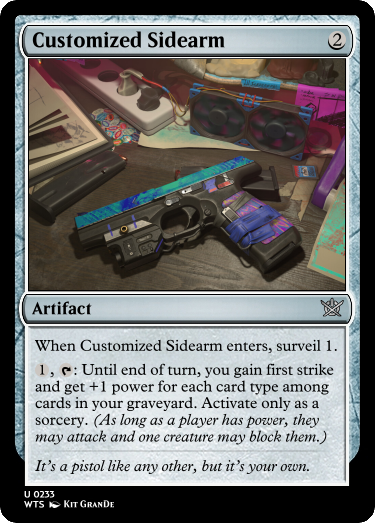 Customized Sidearm 2
Artifact
When Customized Sidearm enters, surveil 1.
1, T: Until end of turn, you gain first strike
and get +1 power for each card type among
cards in your graveyard. Activate only as a
sorcery. (As long as a player has power, they
may attack and one creature may block them.)
It's a pistol like any other, but it's your own.
U 0233
WTS Kit GranDe